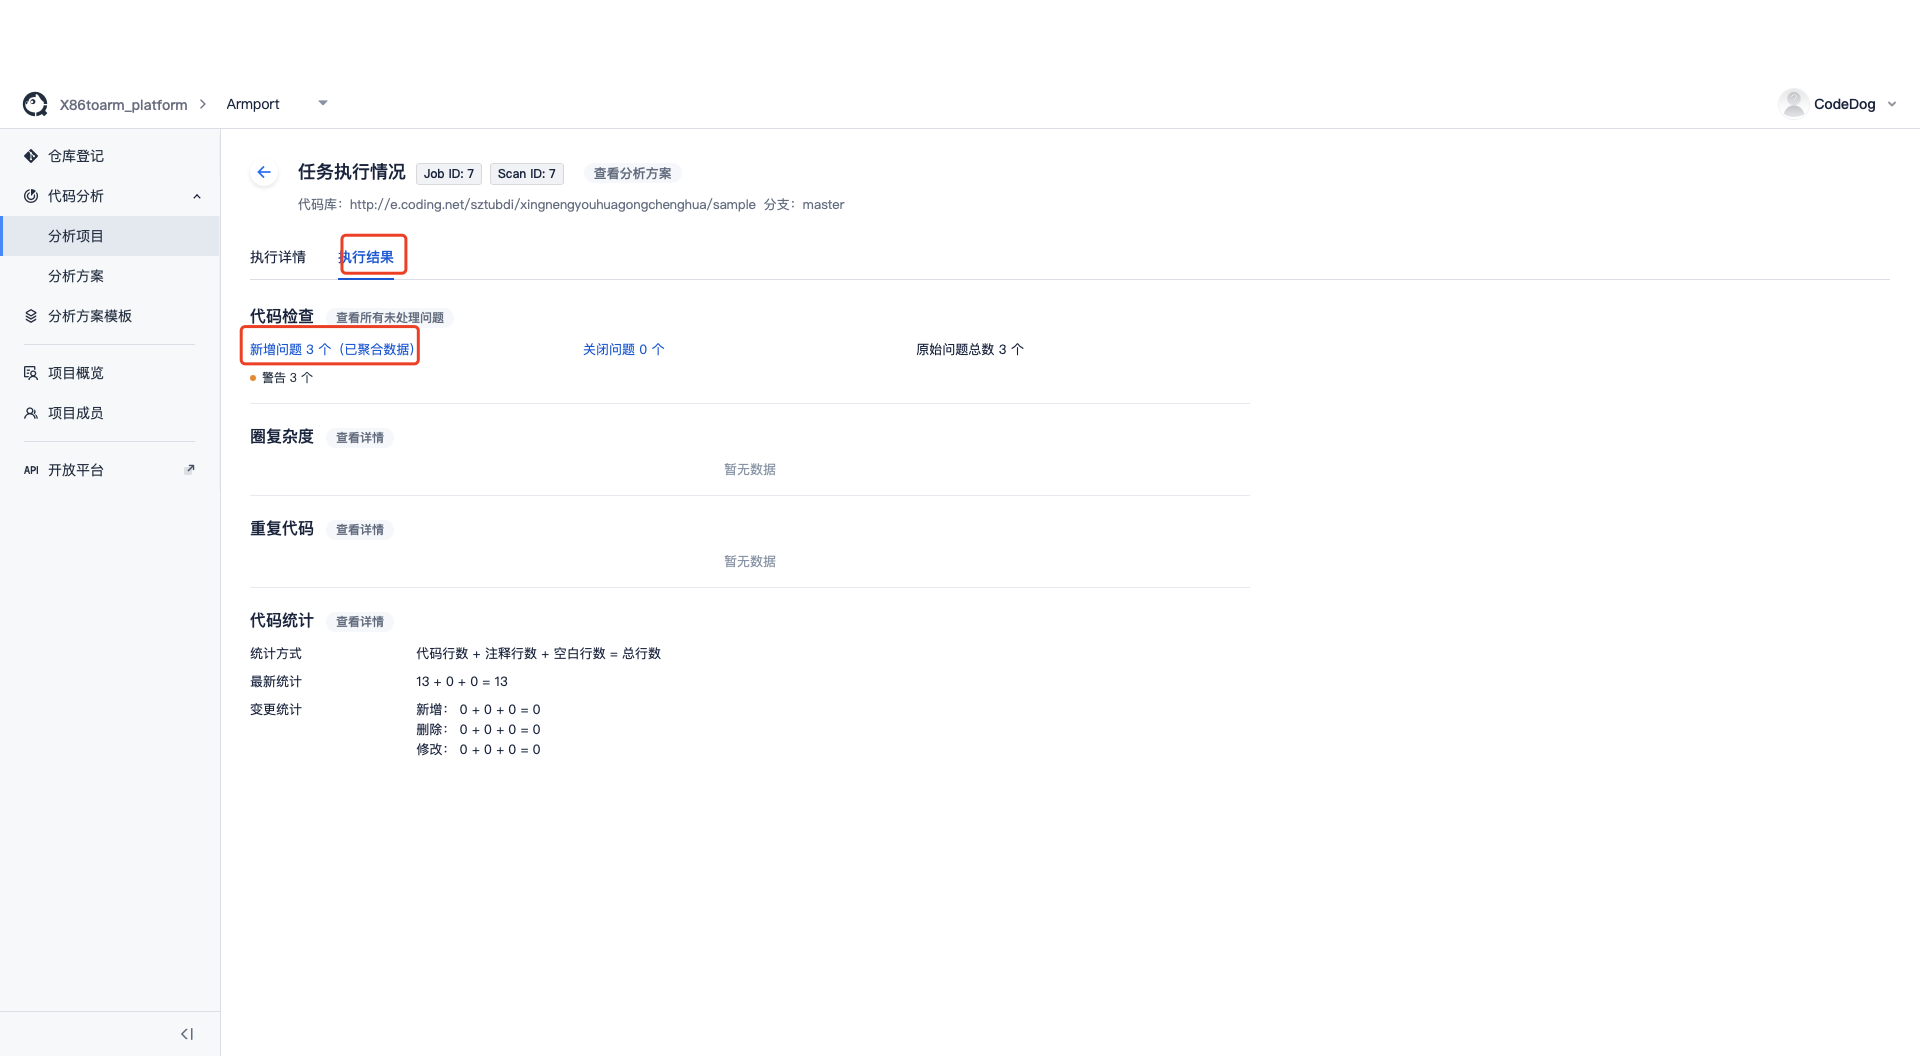 X86toarm_platform > Armport
CodeDog
仓库登记
代码分析
分析项目
分析方案
分析方案模板
项目概览
项目成员
API 开放平台
任务执行情况 Job ID: 7 Scan ID: 7 查看分析方案
代码库：http://e.coding.net/sztubdi/xingnengyouhuagongchenghua/sample 分支：master
执行详情 执行结果
代码检查 查看所有未处理问题
新增问题 3 个（已聚合数据） 关闭问题 0 个 原始问题总数 3 个
警告 3 个
圈复杂度 查看详情
暂无数据
重复代码 查看详情
暂无数据
代码统计 查看详情
统计方式 代码行数 + 注释行数 + 空白行数 = 总行数
最新统计 13 + 0 + 0 = 13
变更统计 新增： 0 + 0 + 0 = 0
删除： 0 + 0 + 0 = 0
修改： 0 + 0 + 0 = 0